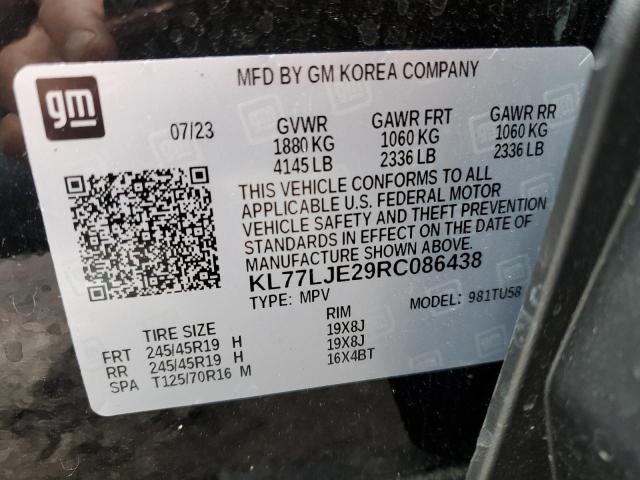 gm
MFD BY GM KOREA COMPANY
07/23 GVWR GAWR FRT GAWR RR
1880 KG 1060 KG 1060 KG
4145 LB 2336 LB 2336 LB
THIS VEHICLE CONFORMS TO ALL
APPLICABLE U.S. FEDERAL MOTOR
VEHICLE SAFETY AND THEFT PREVENTION
STANDARDS IN EFFECT ON THE DATE OF
MANUFACTURE SHOWN ABOVE.
KL77LJE29RC086438
TYPE: MPV MODEL: 981TU58
TIRE SIZE RIM
FRT 245/45R19 H 19X8J
RR 245/45R19 H 19X8J
SPA T125/70R16 M 16X4BT